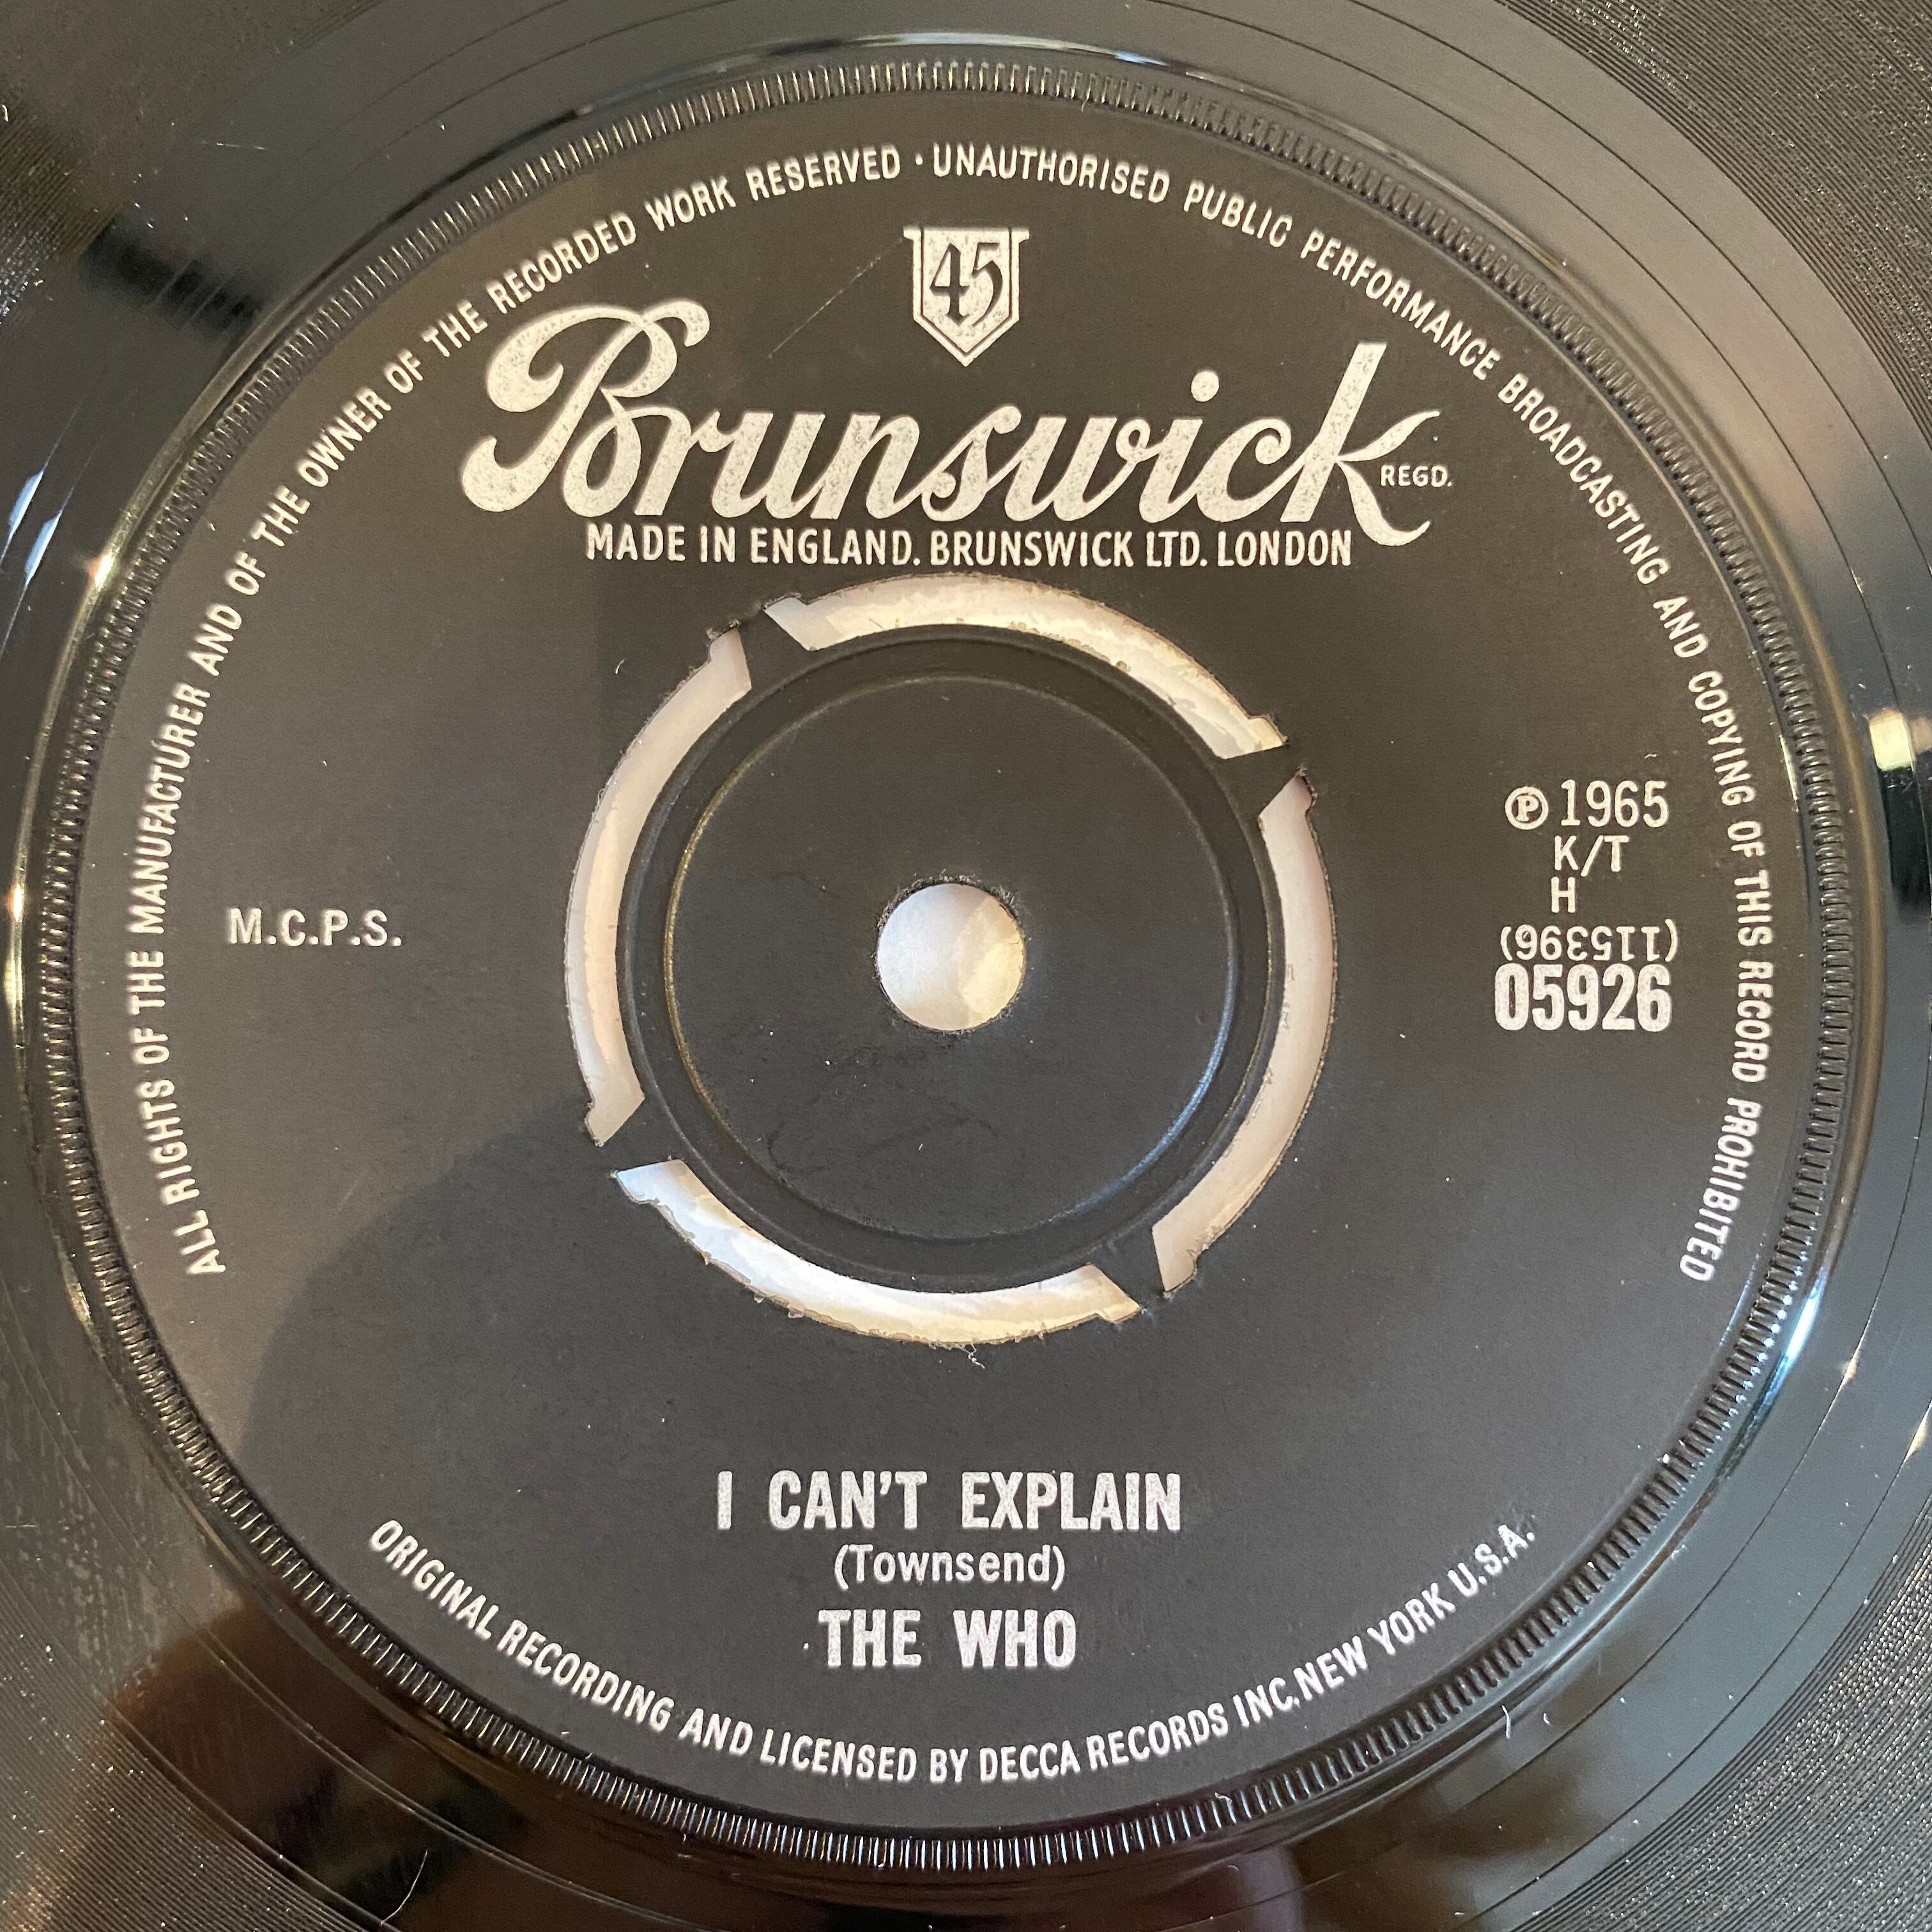 ALL RIGHTS OF THE MANUFACTURER AND OF THE OWNER OF THE RECORDED WORK RESERVED · UNAUTHORISED PUBLIC PERFORMANCE BROADCASTING AND COPYING OF THIS RECORD PROHIBITED
45
Brunswick
REGD.
MADE IN ENGLAND. BRUNSWICK LTD. LONDON
℗ 1965
K/T
H
M.C.P.S.
(115396)
05926
I CAN'T EXPLAIN
(Townsend)
THE WHO
ORIGINAL RECORDING AND LICENSED BY DECCA RECORDS INC. NEW YORK U.S.A.